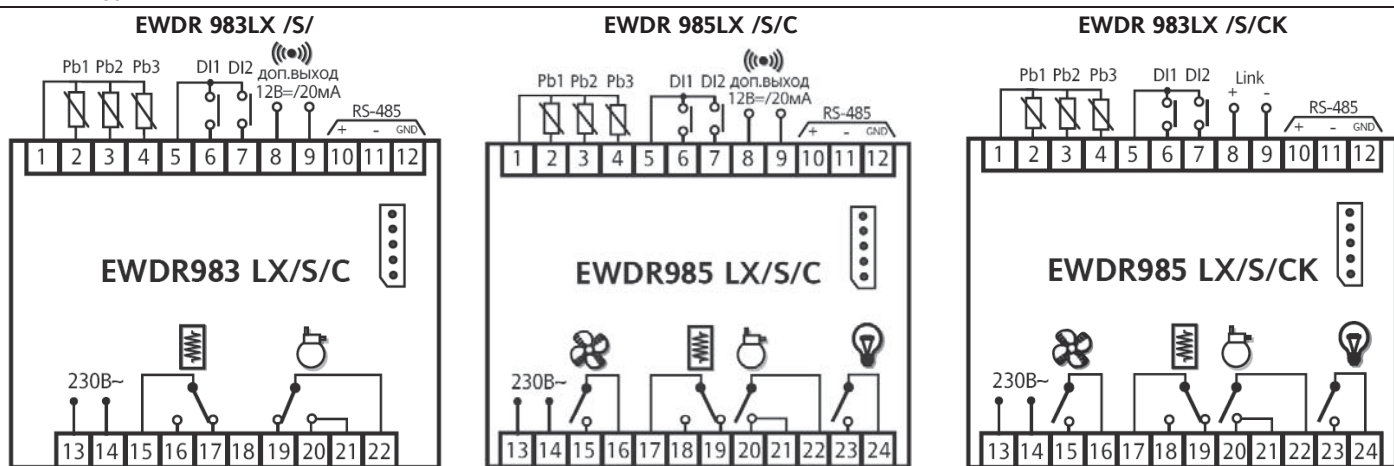 EWDR 983LX /S/
Pb1 Pb2 Pb3 DI1 DI2 доп.выход
12В=/20мА
RS-485
+ - GND
1 2 3 4 5 6 7 8 9 10 11 12
EWDR983 LX/S/C
230В~
13 14 15 16 17 18 19 20 21 22
EWDR 985LX /S/C
Pb1 Pb2 Pb3 DI1 DI2 доп.выход
12В=/20мА
RS-485
+ - GND
1 2 3 4 5 6 7 8 9 10 11 12
EWDR985 LX/S/C
230В~
13 14 15 16 17 18 19 20 21 22 23 24
EWDR 983LX /S/CK
Pb1 Pb2 Pb3 DI1 DI2 Link
+ -
RS-485
+ - GND
1 2 3 4 5 6 7 8 9 10 11 12
EWDR985 LX/S/CK
230В~
13 14 15 16 17 18 19 20 21 22 23 24